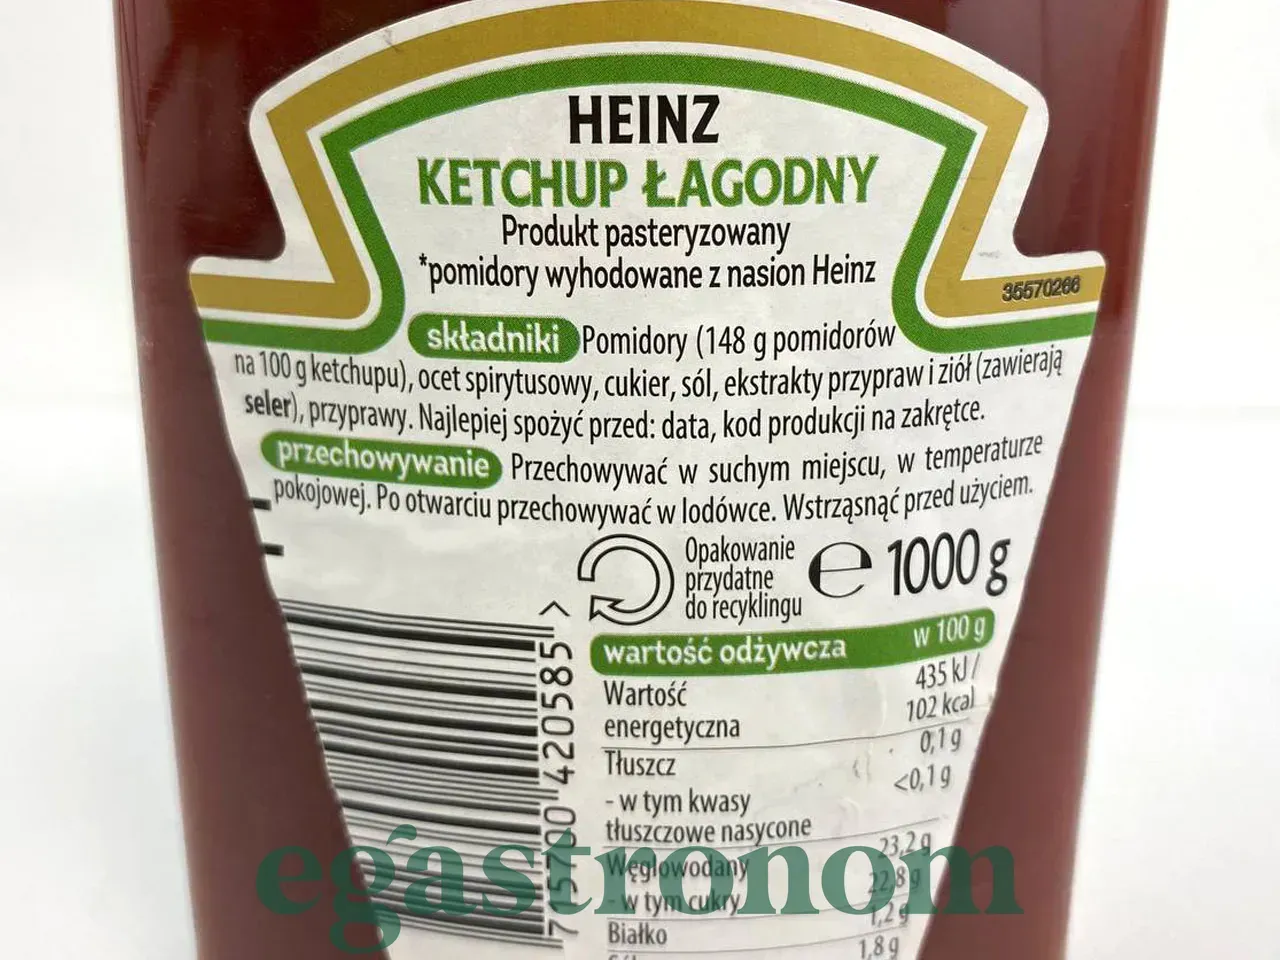 HEINZ
KETCHUP ŁAGODNY
Produkt pasteryzowany
*pomidory wyhodowane z nasion Heinz
35570266
składniki Pomidory (148 g pomidorów
na 100 g ketchupu), ocet spirytusowy, cukier, sól, ekstrakty przypraw i ziół (zawierają
seler), przyprawy. Najlepiej spożyć przed: data, kod produkcji na zakrętce.
przechowywanie Przechowywać w suchym miejscu, w temperaturze
pokojowej. Po otwarciu przechowywać w lodówce. Wstrząsnąć przed użyciem.
Opakowanie
przydatne
do recyklingu
℮ 1000 g
wartość odżywcza w 100 g
Wartość 435 kJ /
energetyczna 102 kcal
Tłuszcz 0,1 g
- w tym kwasy <0,1 g
tłuszczowe nasycone
Węglowodany 23,2 g
- w tym cukry 22,8 g
Białko 1,2 g
1,8 g
7 15700 420585 >
egastronom